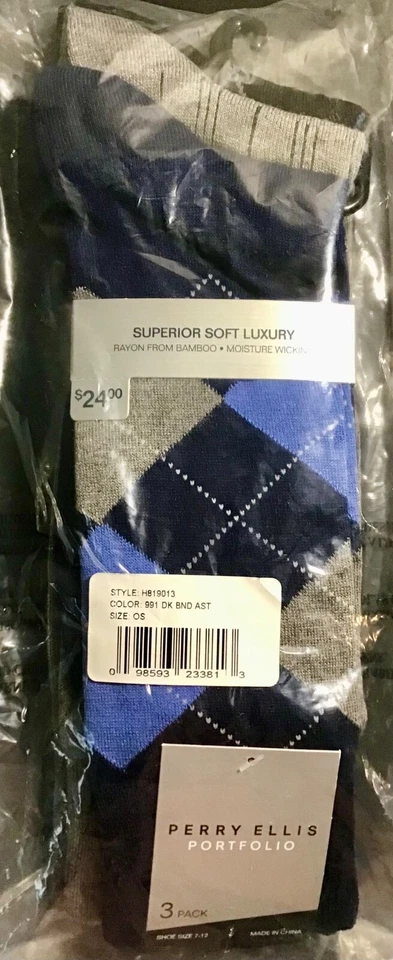 SUPERIOR SOFT LUXURY
RAYON FROM BAMBOO • MOISTURE WICKIN
$24.00
STYLE: H819013
COLOR: 991 DK BND AST
SIZE: OS
0 98593 23381 3
PERRY ELLIS
PORTFOLIO
3 PACK
SHOE SIZE 7-12
MADE IN CHINA